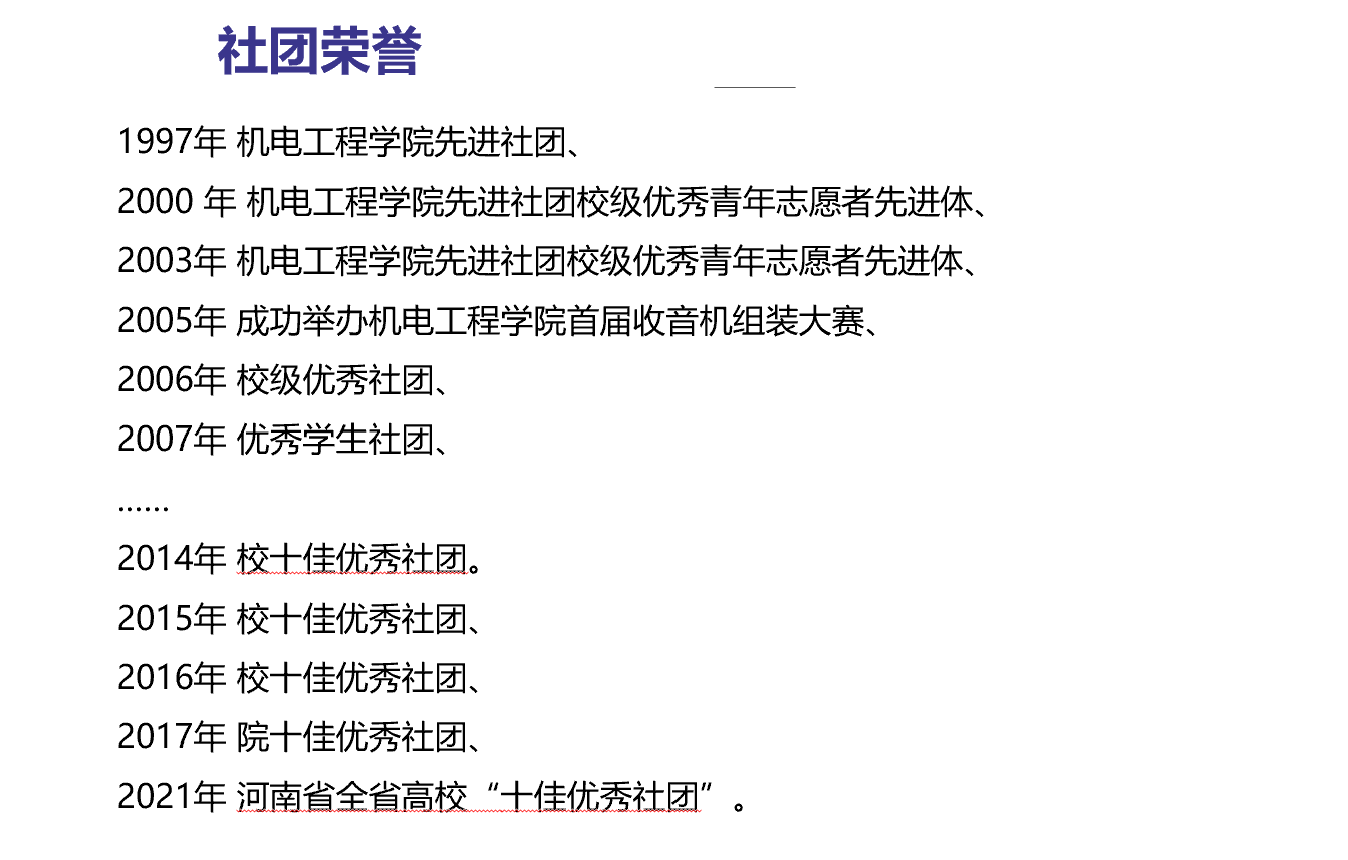 社团荣誉
1997年 机电工程学院先进社团、
2000 年 机电工程学院先进社团校级优秀青年志愿者先进体、
2003年 机电工程学院先进社团校级优秀青年志愿者先进体、
2005年 成功举办机电工程学院首届收音机组装大赛、
2006年 校级优秀社团、
2007年 优秀学生社团、
……
2014年 校十佳优秀社团。
2015年 校十佳优秀社团、
2016年 校十佳优秀社团、
2017年 院十佳优秀社团、
2021年 河南省全省高校“十佳优秀社团”。